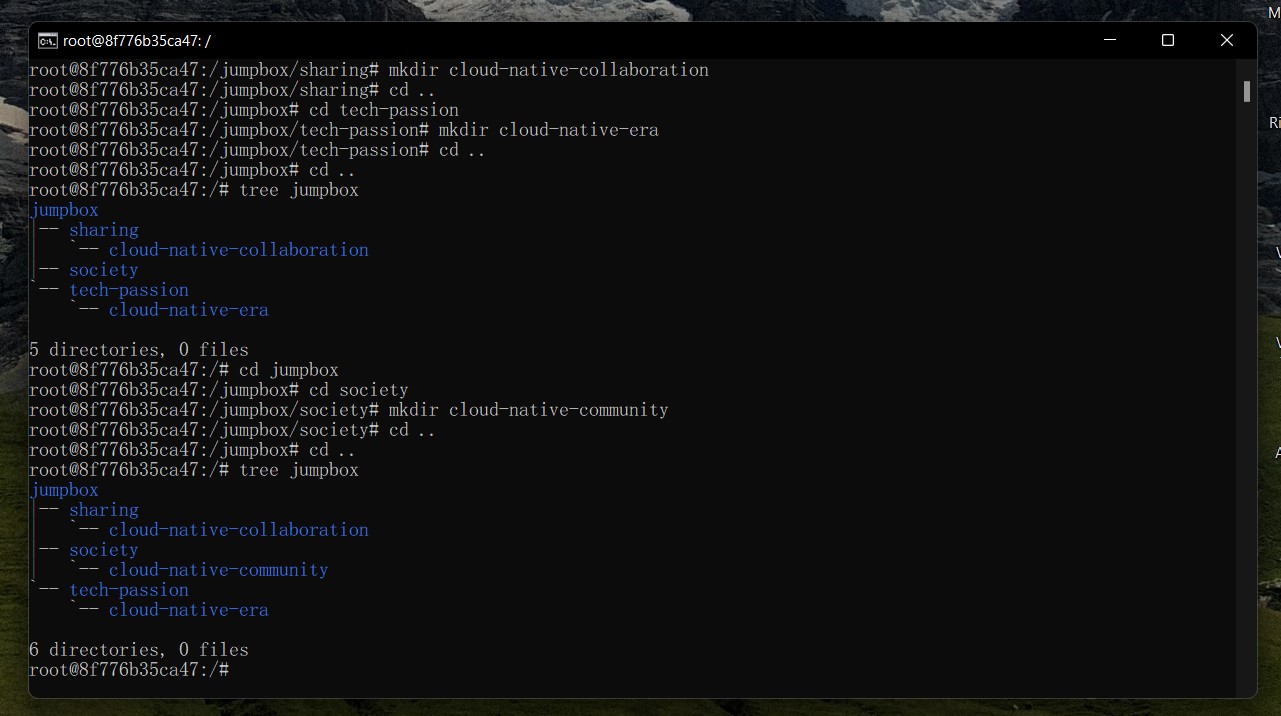 root@8f776b35ca47: /
root@8f776b35ca47:/jumpbox/sharing# mkdir cloud-native-collaboration
root@8f776b35ca47:/jumpbox/sharing# cd ..
root@8f776b35ca47:/jumpbox# cd tech-passion
root@8f776b35ca47:/jumpbox/tech-passion# mkdir cloud-native-era
root@8f776b35ca47:/jumpbox/tech-passion# cd ..
root@8f776b35ca47:/jumpbox# cd ..
root@8f776b35ca47:/# tree jumpbox
jumpbox
|-- sharing
|   `-- cloud-native-collaboration
|-- society
`-- tech-passion
    `-- cloud-native-era

5 directories, 0 files
root@8f776b35ca47:/# cd jumpbox
root@8f776b35ca47:/jumpbox# cd society
root@8f776b35ca47:/jumpbox/society# mkdir cloud-native-community
root@8f776b35ca47:/jumpbox/society# cd ..
root@8f776b35ca47:/jumpbox# cd ..
root@8f776b35ca47:/# tree jumpbox
jumpbox
|-- sharing
|   `-- cloud-native-collaboration
|-- society
|   `-- cloud-native-community
`-- tech-passion
    `-- cloud-native-era

6 directories, 0 files
root@8f776b35ca47:/#